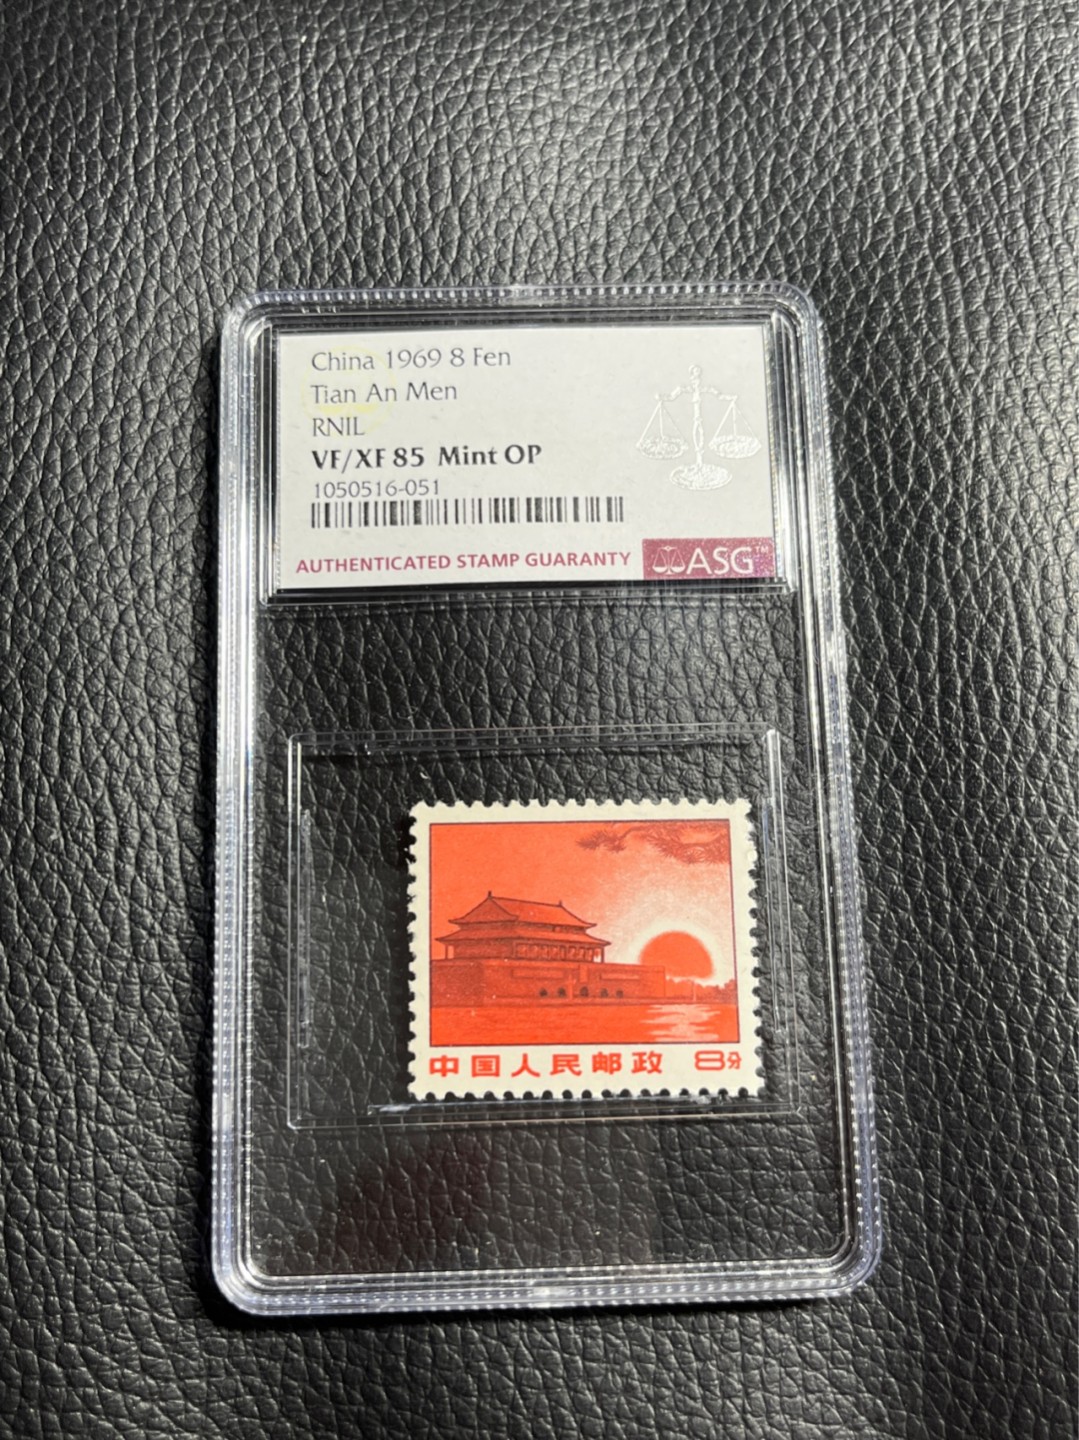 China 1969 8 Fen
Tian An Men
RNIL
VF/XF 85 Mint OP
1050516-051
AUTHENTICATED STAMP GUARANTY ASG™
中国人民邮政 8分